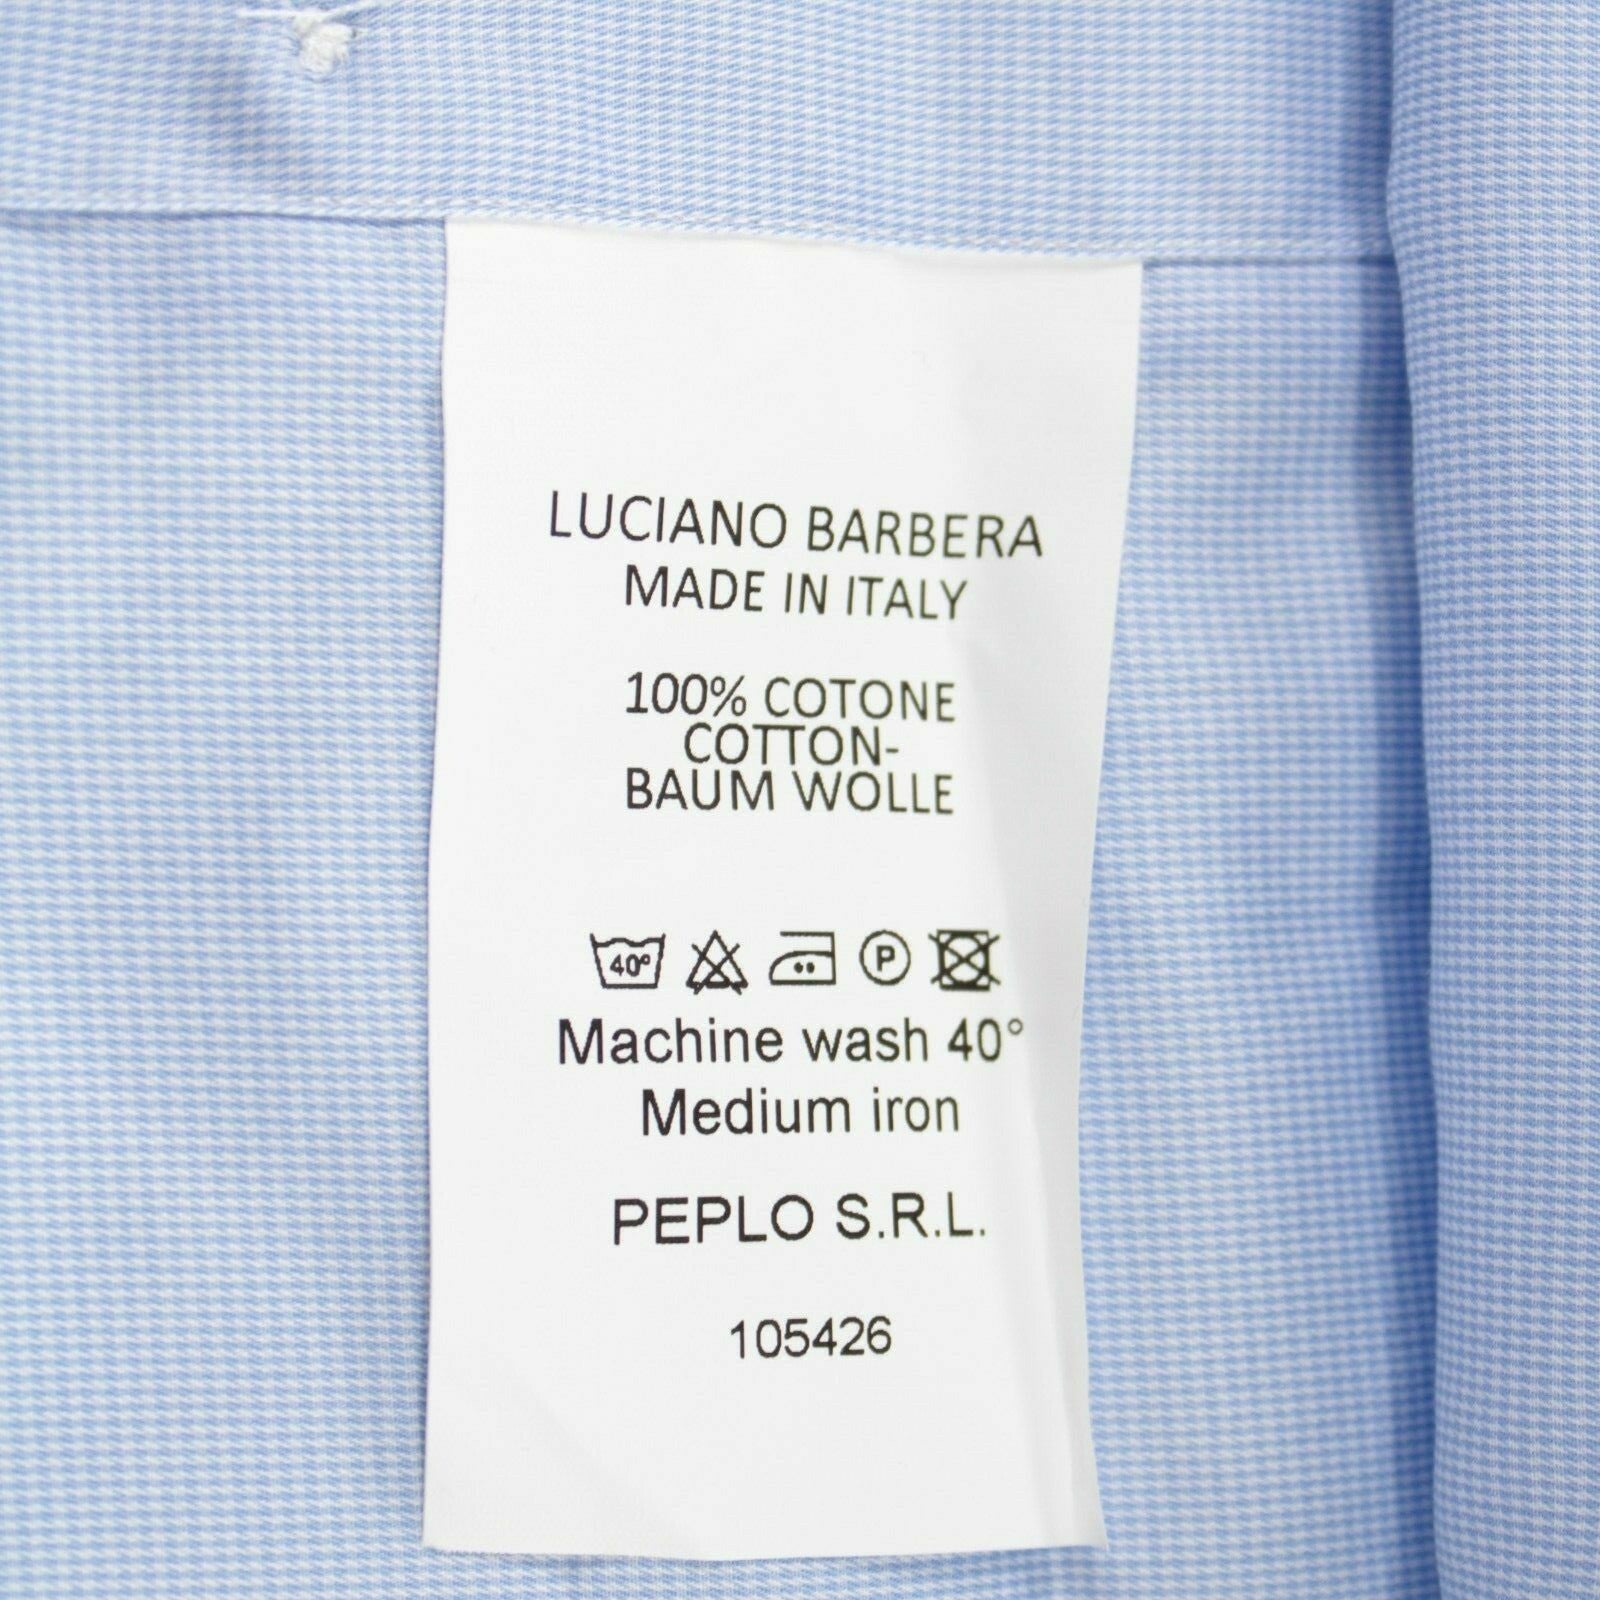 LUCIANO BARBERA
MADE IN ITALY
100% COTONE
COTTON-
BAUM WOLLE
40° P
Machine wash 40°
Medium iron
PEPLO S.R.L.
105426